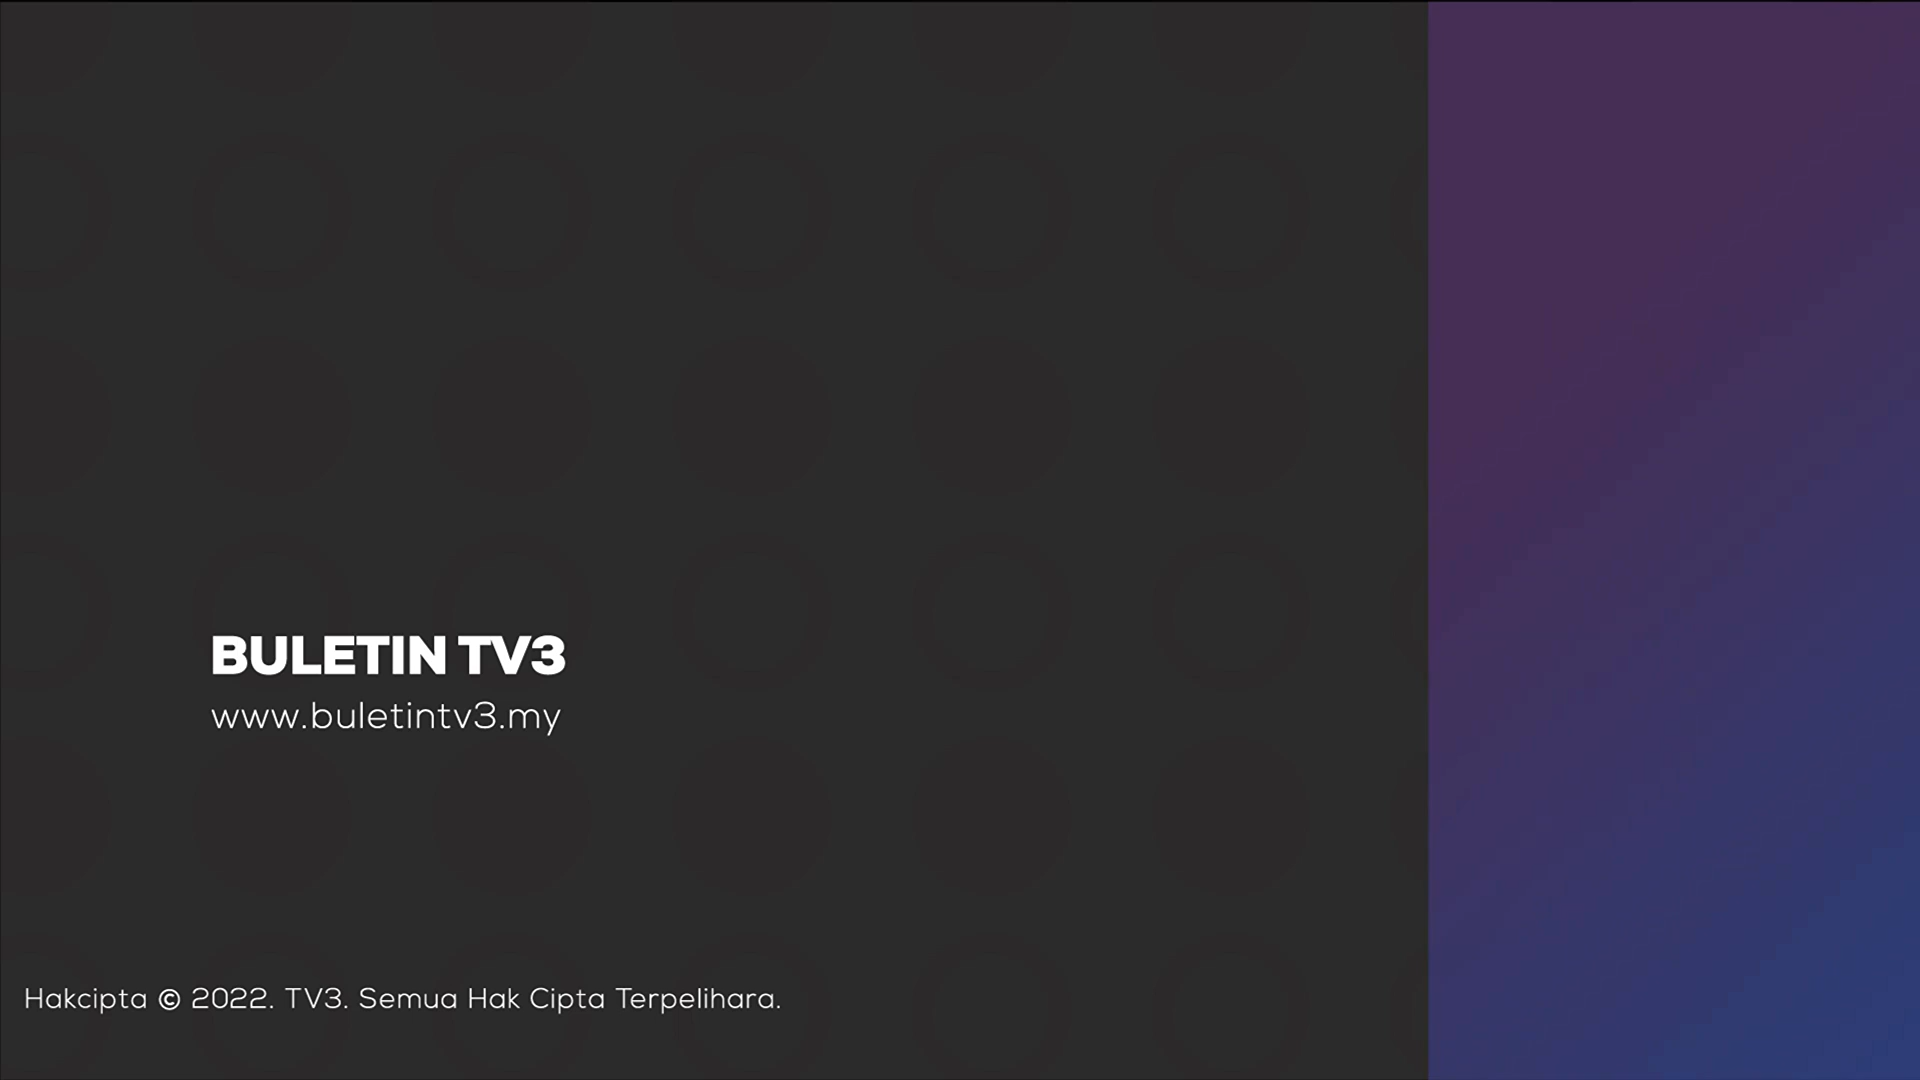 BULETIN TV3
www.buletintv3.my
Hakcipta © 2022. TV3. Semua Hak Cipta Terpelihara.